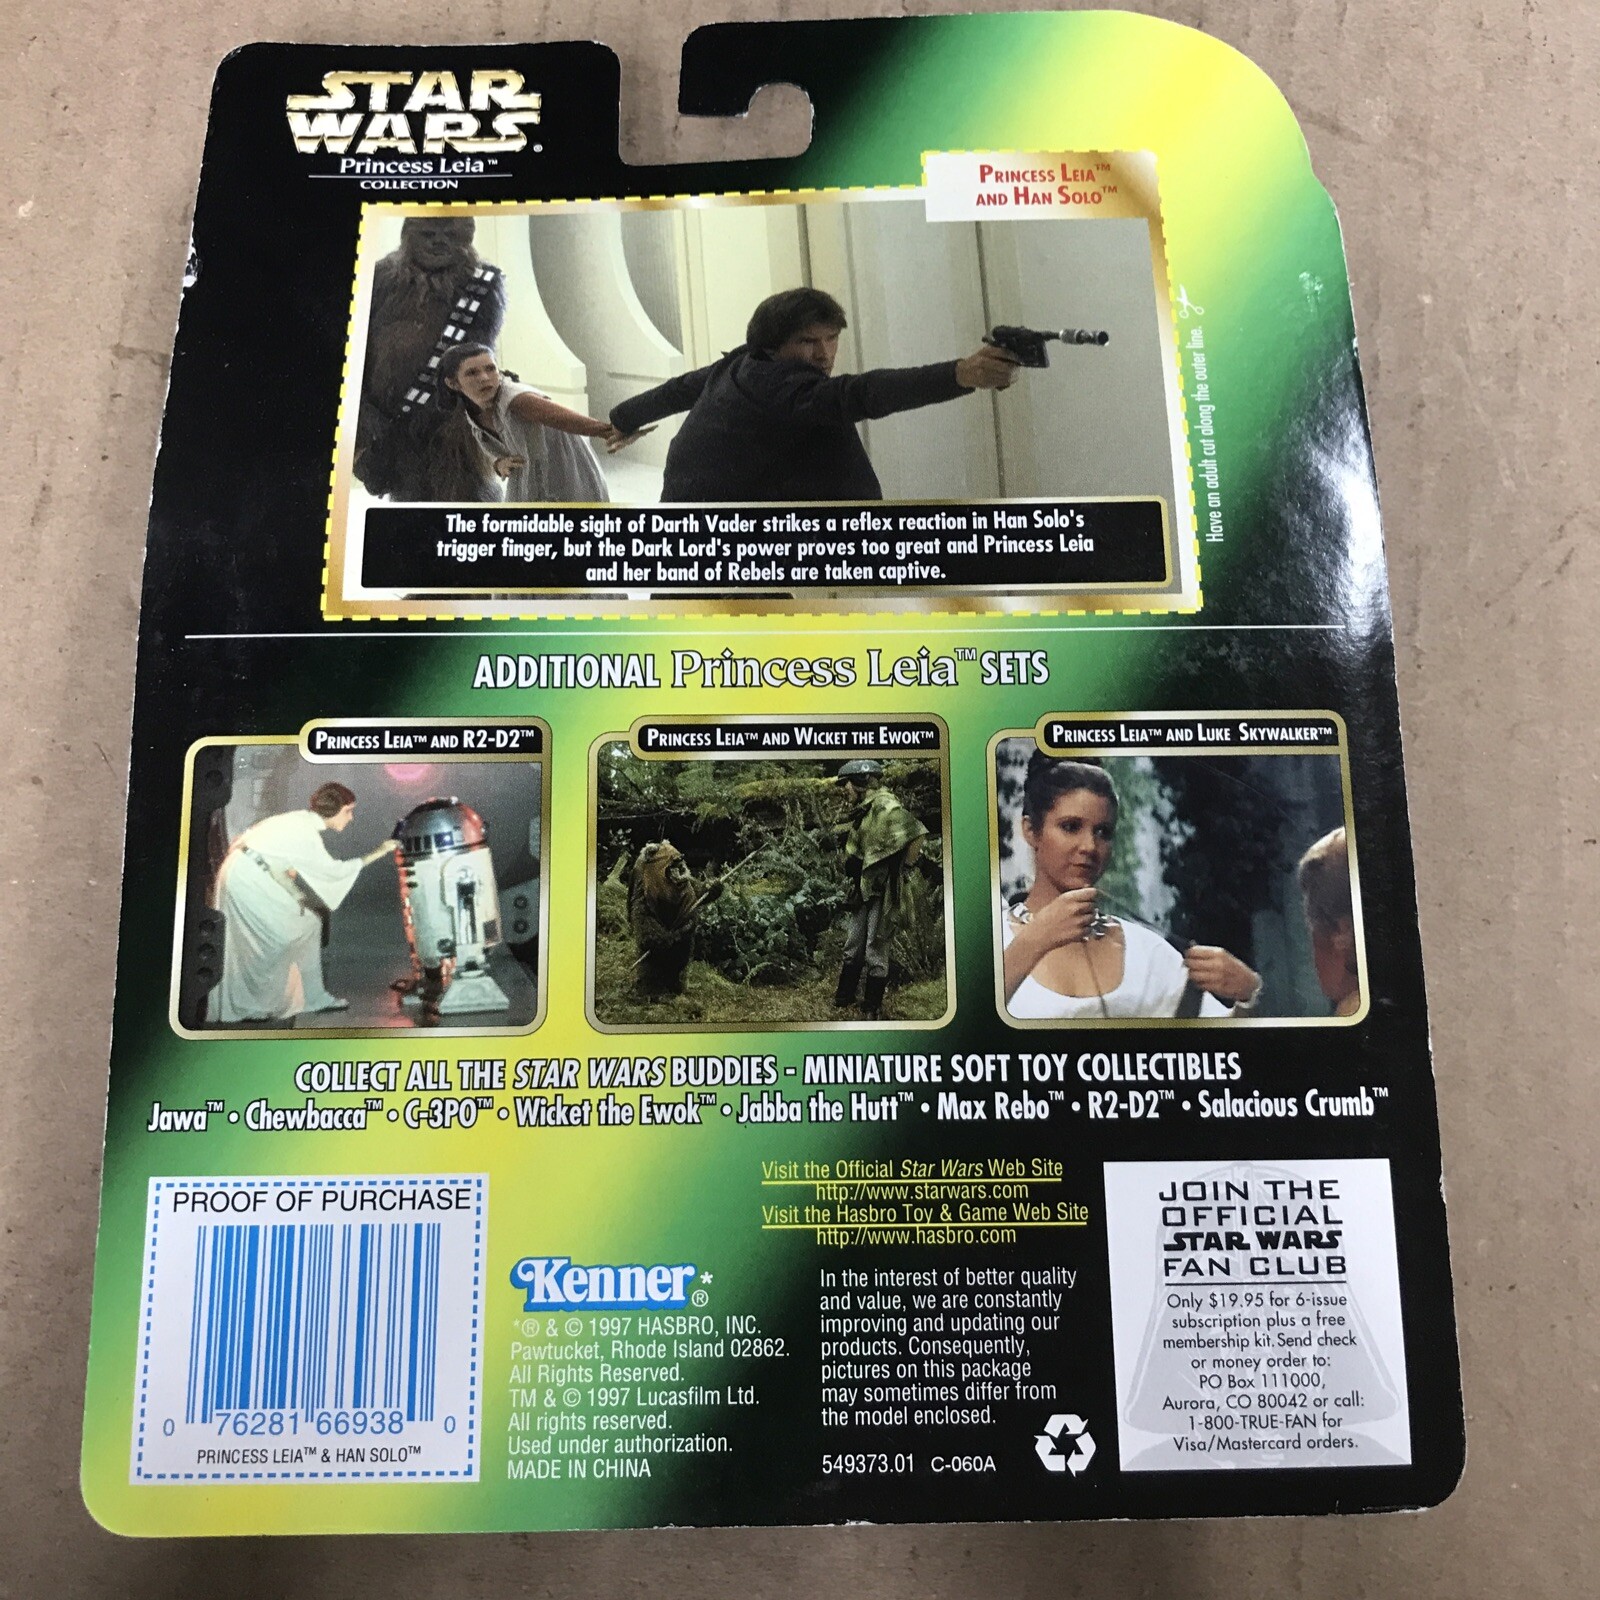 STAR
WARS®
Princess Leia™
COLLECTION
PRINCESS LEIA™
AND HAN SOLO™
Have an adult cut along the outer line.
The formidable sight of Darth Vader strikes a reflex reaction in Han Solo's
trigger finger, but the Dark Lord's power proves too great and Princess Leia
and her band of Rebels are taken captive.
ADDITIONAL Princess Leia™ SETS
PRINCESS LEIA™ AND R2-D2™
PRINCESS LEIA™ AND WICKET THE EWOK™
PRINCESS LEIA™ AND LUKE SKYWALKER™
COLLECT ALL THE STAR WARS BUDDIES - MINIATURE SOFT TOY COLLECTIBLES
Jawa™ • Chewbacca™ • C-3PO™ • Wicket the Ewok™ • Jabba the Hutt™ • Max Rebo™ • R2-D2™ • Salacious Crumb™
PROOF OF PURCHASE
0 76281 66938 0
PRINCESS LEIA™ & HAN SOLO™
Kenner®*
*® & © 1997 HASBRO, INC.
Pawtucket, Rhode Island 02862.
All Rights Reserved.
TM & © 1997 Lucasfilm Ltd.
All rights reserved.
Used under authorization.
MADE IN CHINA
Visit the Official Star Wars Web Site
http://www.starwars.com
Visit the Hasbro Toy & Game Web Site
http://www.hasbro.com
In the interest of better quality
and value, we are constantly
improving and updating our
products. Consequently,
pictures on this package
may sometimes differ from
the model enclosed.
549373.01 C-060A
JOIN THE
OFFICIAL
STAR WARS
FAN CLUB
Only $19.95 for 6-issue
subscription plus a free
membership kit. Send check
or money order to:
PO Box 111000,
Aurora, CO 80042 or call:
1-800-TRUE-FAN for
Visa/Mastercard orders.